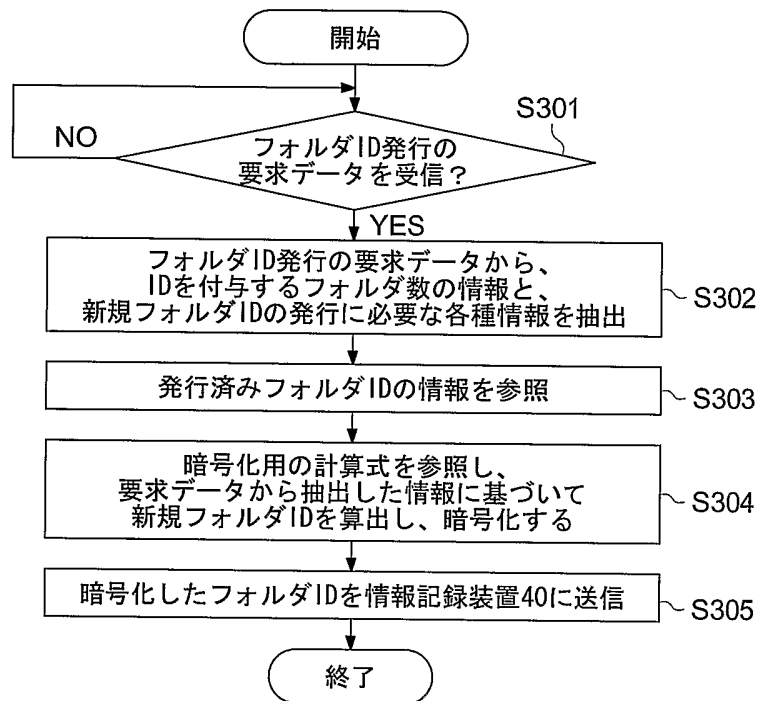 開始
NO
S301
フォルダID発行の
要求データを受信？
YES
フォルダID発行の要求データから、
IDを付与するフォルダ数の情報と、
新規フォルダIDの発行に必要な各種情報を抽出
S302
発行済みフォルダIDの情報を参照
S303
暗号化用の計算式を参照し、
要求データから抽出した情報に基づいて
新規フォルダIDを算出し、暗号化する
S304
暗号化したフォルダIDを情報記録装置40に送信
S305
終了